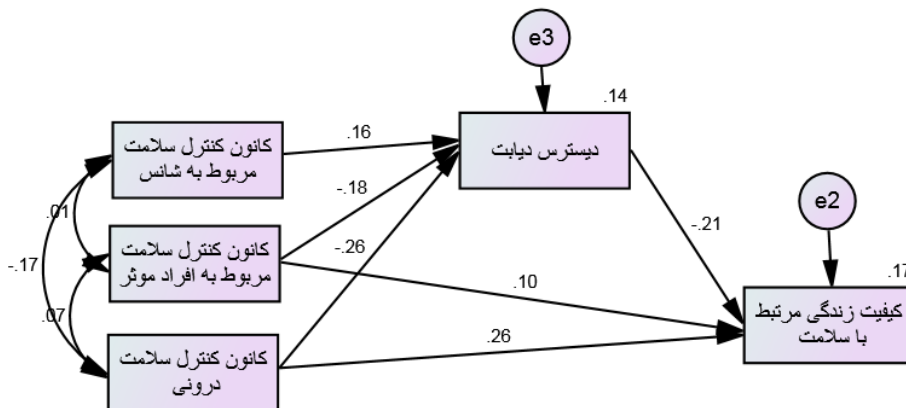 e3
.14
دیسترس دیابت
.16
کانون کنترل سلامت
مربوط به شانس
-.18
e2
.01
-.26
-.21
کانون کنترل سلامت
مربوط به افراد موثر
-.17
.10
.17
کیفیت زندگی مرتبط
با سلامت
.07
.26
کانون کنترل سلامت
درونی